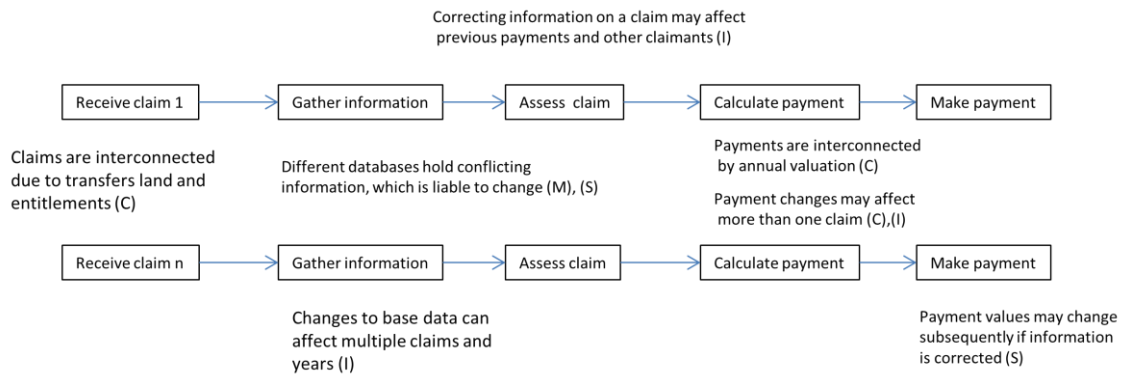 Correcting information on a claim may affect
previous payments and other claimants (I)
Receive claim 1
Gather information
Assess claim
Calculate payment
Make payment
Claims are interconnected
due to transfers land and
entitlements (C)
Different databases hold conflicting
information, which is liable to change (M), (S)
Payments are interconnected
by annual valuation (C)
Payment changes may affect
more than one claim (C),(I)
Receive claim n
Gather information
Assess claim
Calculate payment
Make payment
Changes to base data can
affect multiple claims and
years (I)
Payment values may change
subsequently if information
is corrected (S)